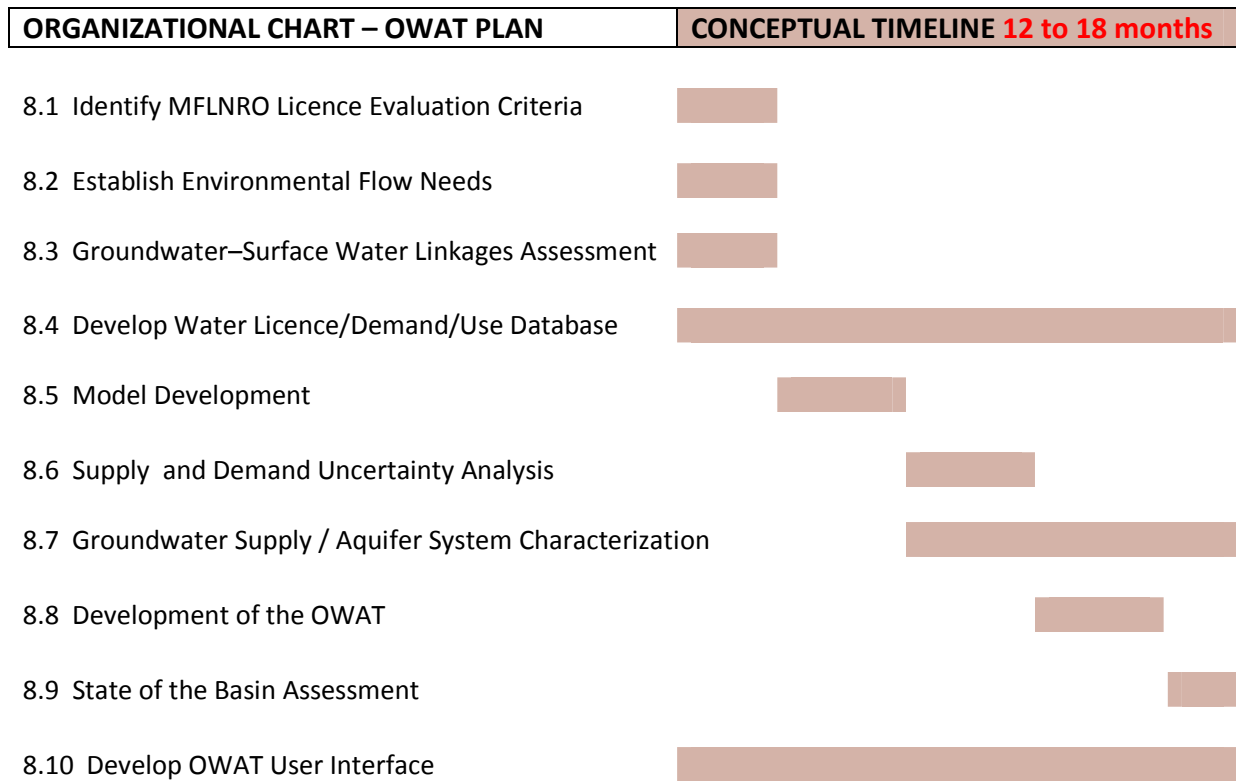 ORGANIZATIONAL CHART – OWAT PLAN CONCEPTUAL TIMELINE 12 to 18 months
8.1 Identify MFLNRO Licence Evaluation Criteria
8.2 Establish Environmental Flow Needs
8.3 Groundwater–Surface Water Linkages Assessment
8.4 Develop Water Licence/Demand/Use Database
8.5 Model Development
8.6 Supply and Demand Uncertainty Analysis
8.7 Groundwater Supply / Aquifer System Characterization
8.8 Development of the OWAT
8.9 State of the Basin Assessment
8.10 Develop OWAT User Interface